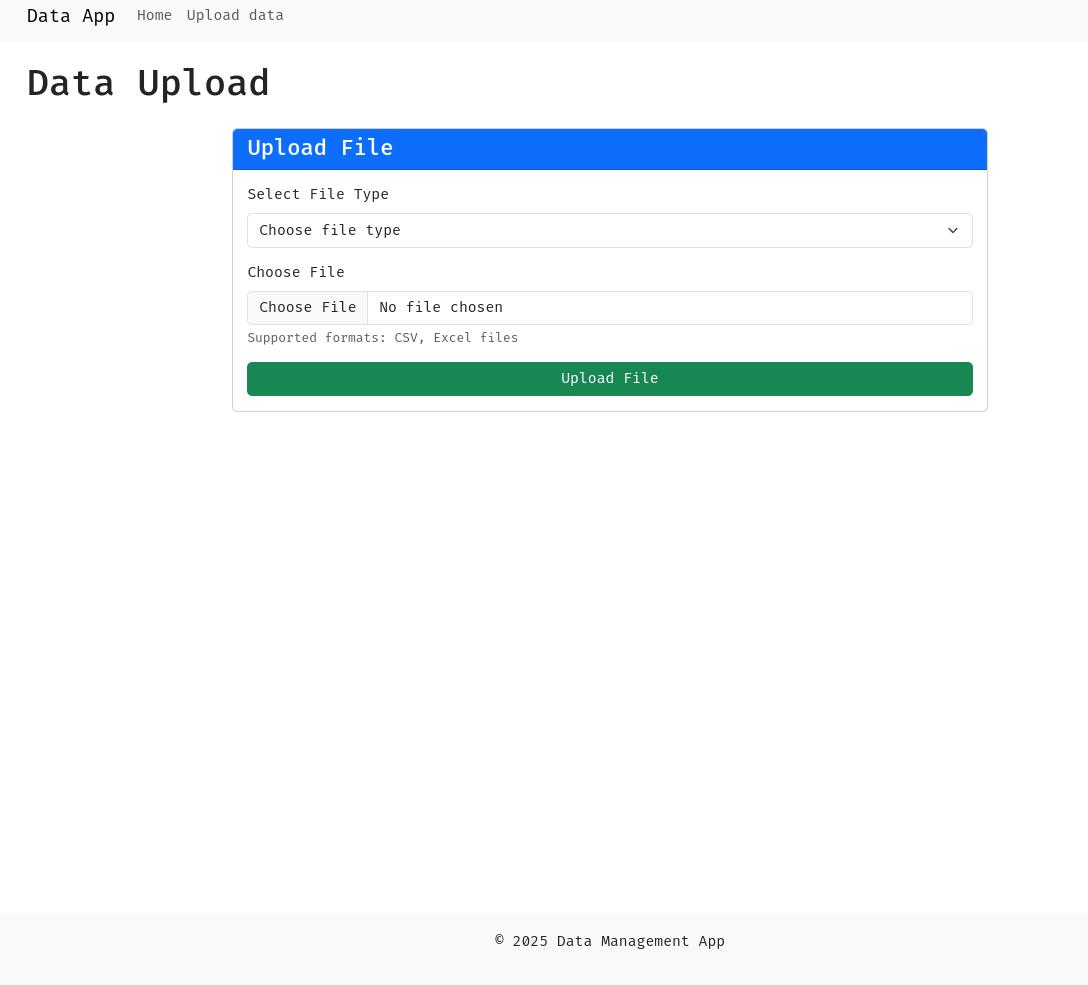 Data App Home Upload data
Data Upload
Upload File
Select File Type
Choose file type
Choose File
Choose File No file chosen
Supported formats: CSV, Excel files
Upload File
© 2025 Data Management App